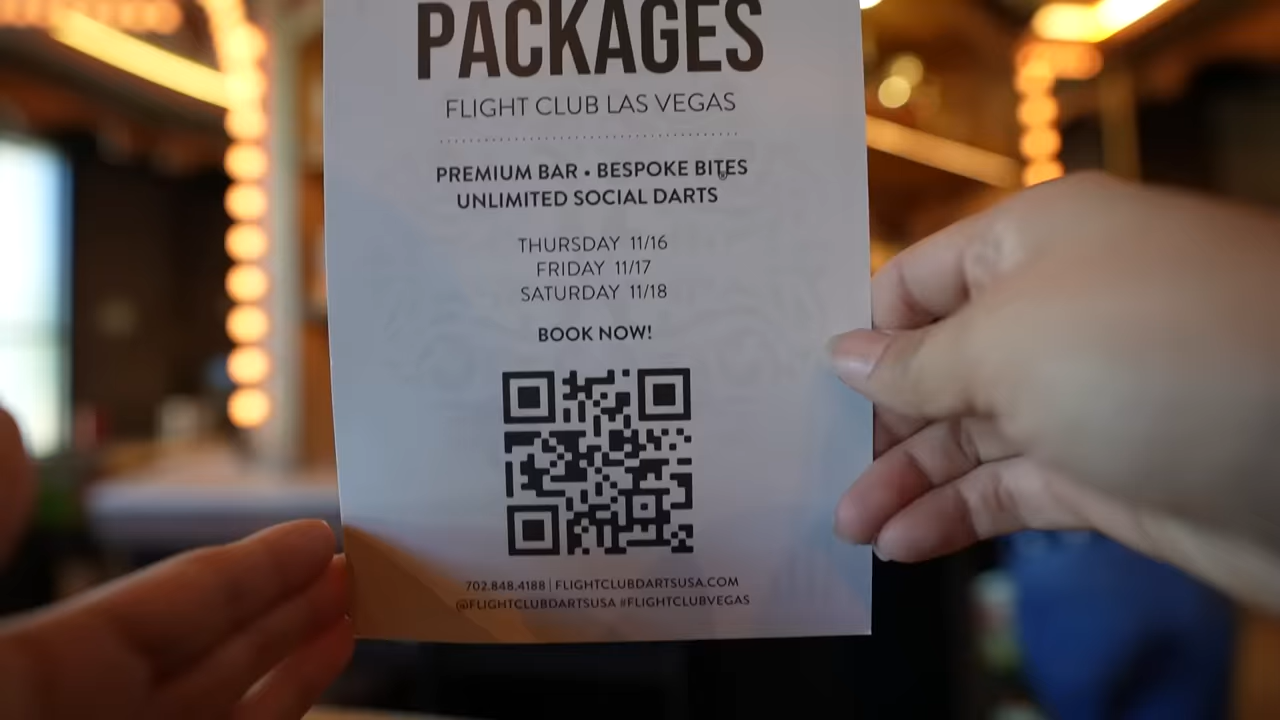 PACKAGES
FLIGHT CLUB LAS VEGAS
PREMIUM BAR • BESPOKE BITES
UNLIMITED SOCIAL DARTS
THURSDAY 11/16
FRIDAY 11/17
SATURDAY 11/18
BOOK NOW!
702.848.4188 | FLIGHTCLUBDARTSUSA.COM
@FLIGHTCLUBDARTSUSA #FLIGHTCLUBVEGAS